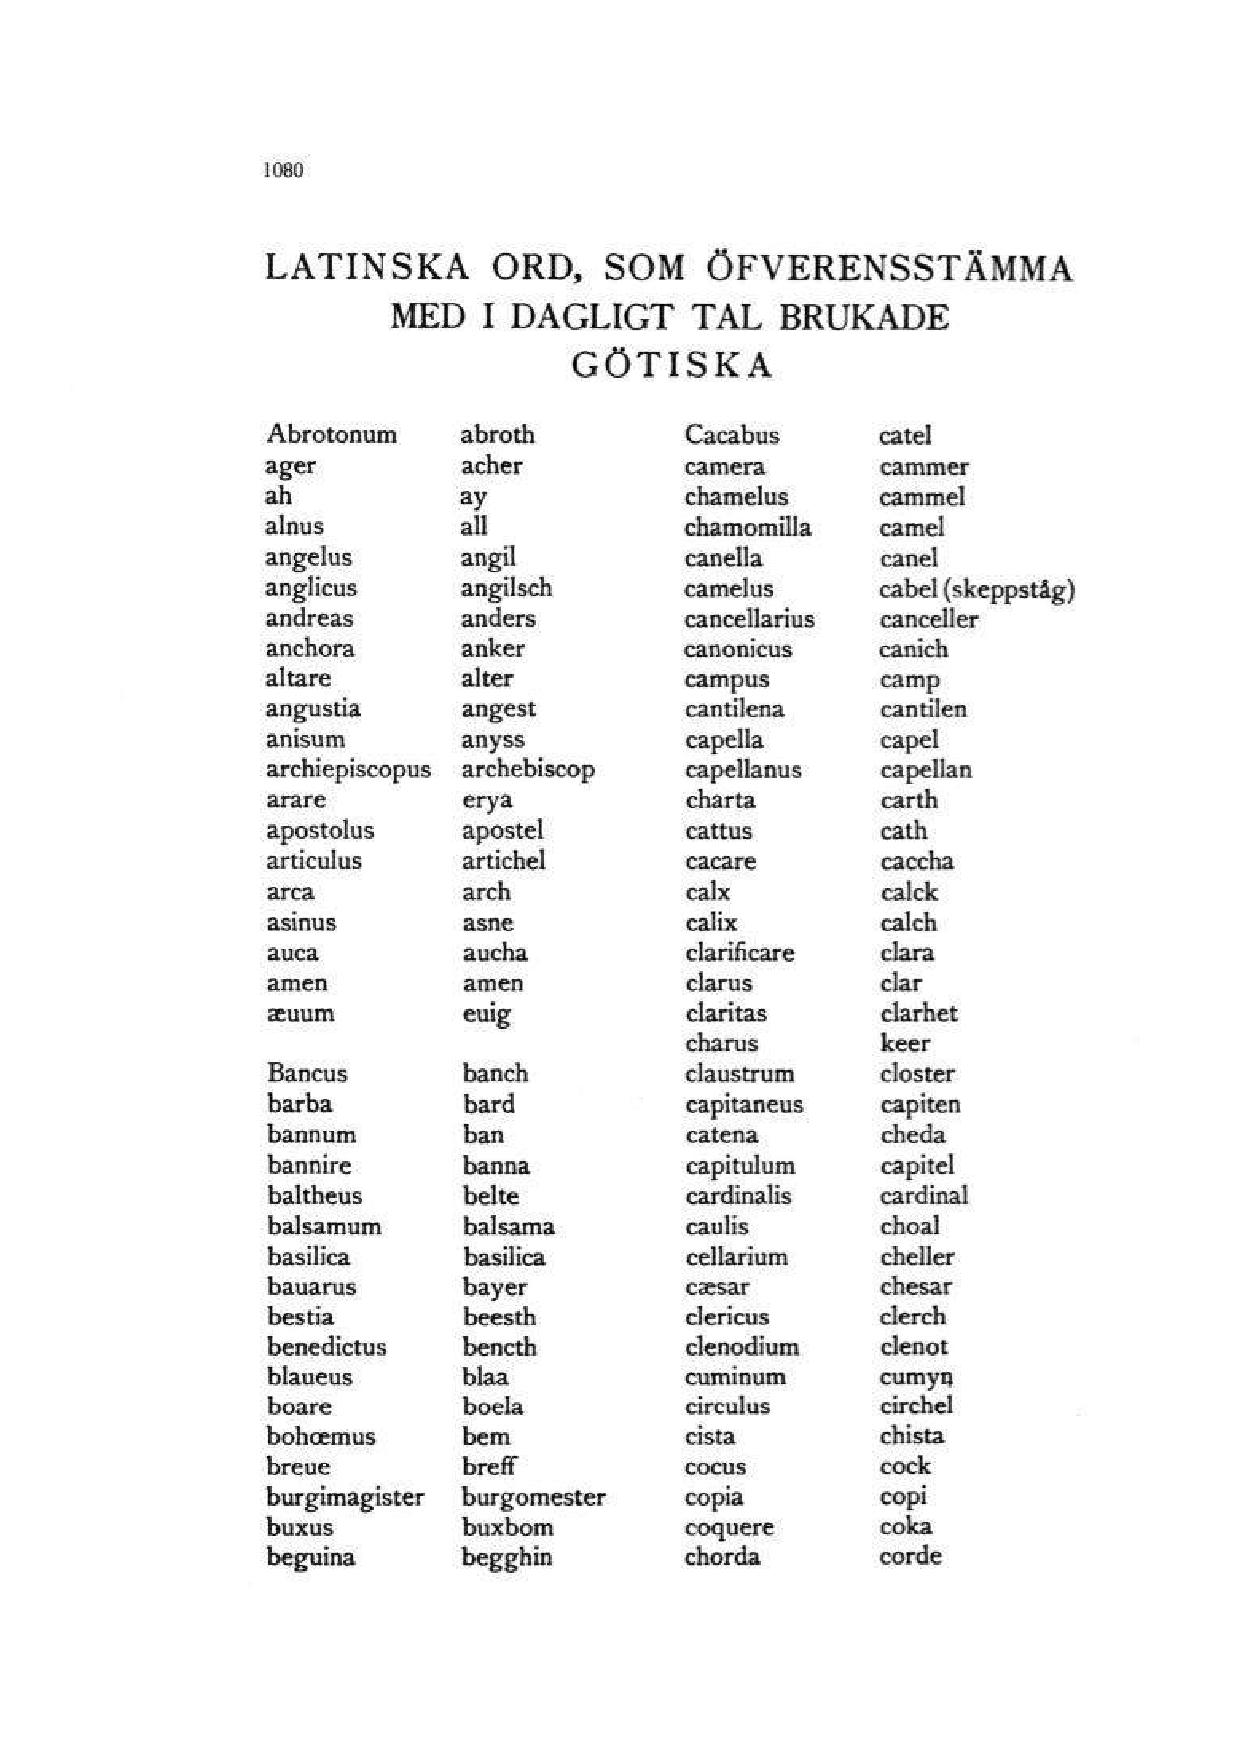 1080
LATINSKA ORD, SOM ÖFVERENSSTÄMMA
MED I DAGLIGT TAL BRUKADE
GÖTISKA
Abrotonum abroth
ager acher
ah ay
alnus all
angelus angil
anglicus angilsch
andreas anders
anchora anker
altare alter
angustia angest
anisum anyss
archiepiscopus archebiscop
arare erya
apostolus apostel
articulus artichel
arca arch
asinus asne
auca aucha
amen amen
æuum euig
Bancus banch
barba bard
bannum ban
bannire banna
baltheus belte
balsamum balsama
basilica basilica
bauarus bayer
bestia beesth
benedictus bencth
blaueus blaa
boare boela
bohœmus bem
breue breff
burgimagister burgomester
buxus buxbom
beguina begghin
Cacabus catel
camera cammer
chamelus cammel
chamomilla camel
canella canel
camelus cabel (skeppståg)
cancellarius canceller
canonicus canich
campus camp
cantilena cantilen
capella capel
capellanus capellan
charta carth
cattus cath
cacare caccha
calx calck
calix calch
clarificare clara
clarus clar
claritas clarhet
charus keer
claustrum closter
capitaneus capiten
catena cheda
capitulum capitel
cardinalis cardinal
caulis choal
cellarium cheller
cæsar chesar
clericus clerch
clenodium clenot
cuminum cumyn
circulus circhel
cista chista
cocus cock
copia copi
coquere coka
chorda corde